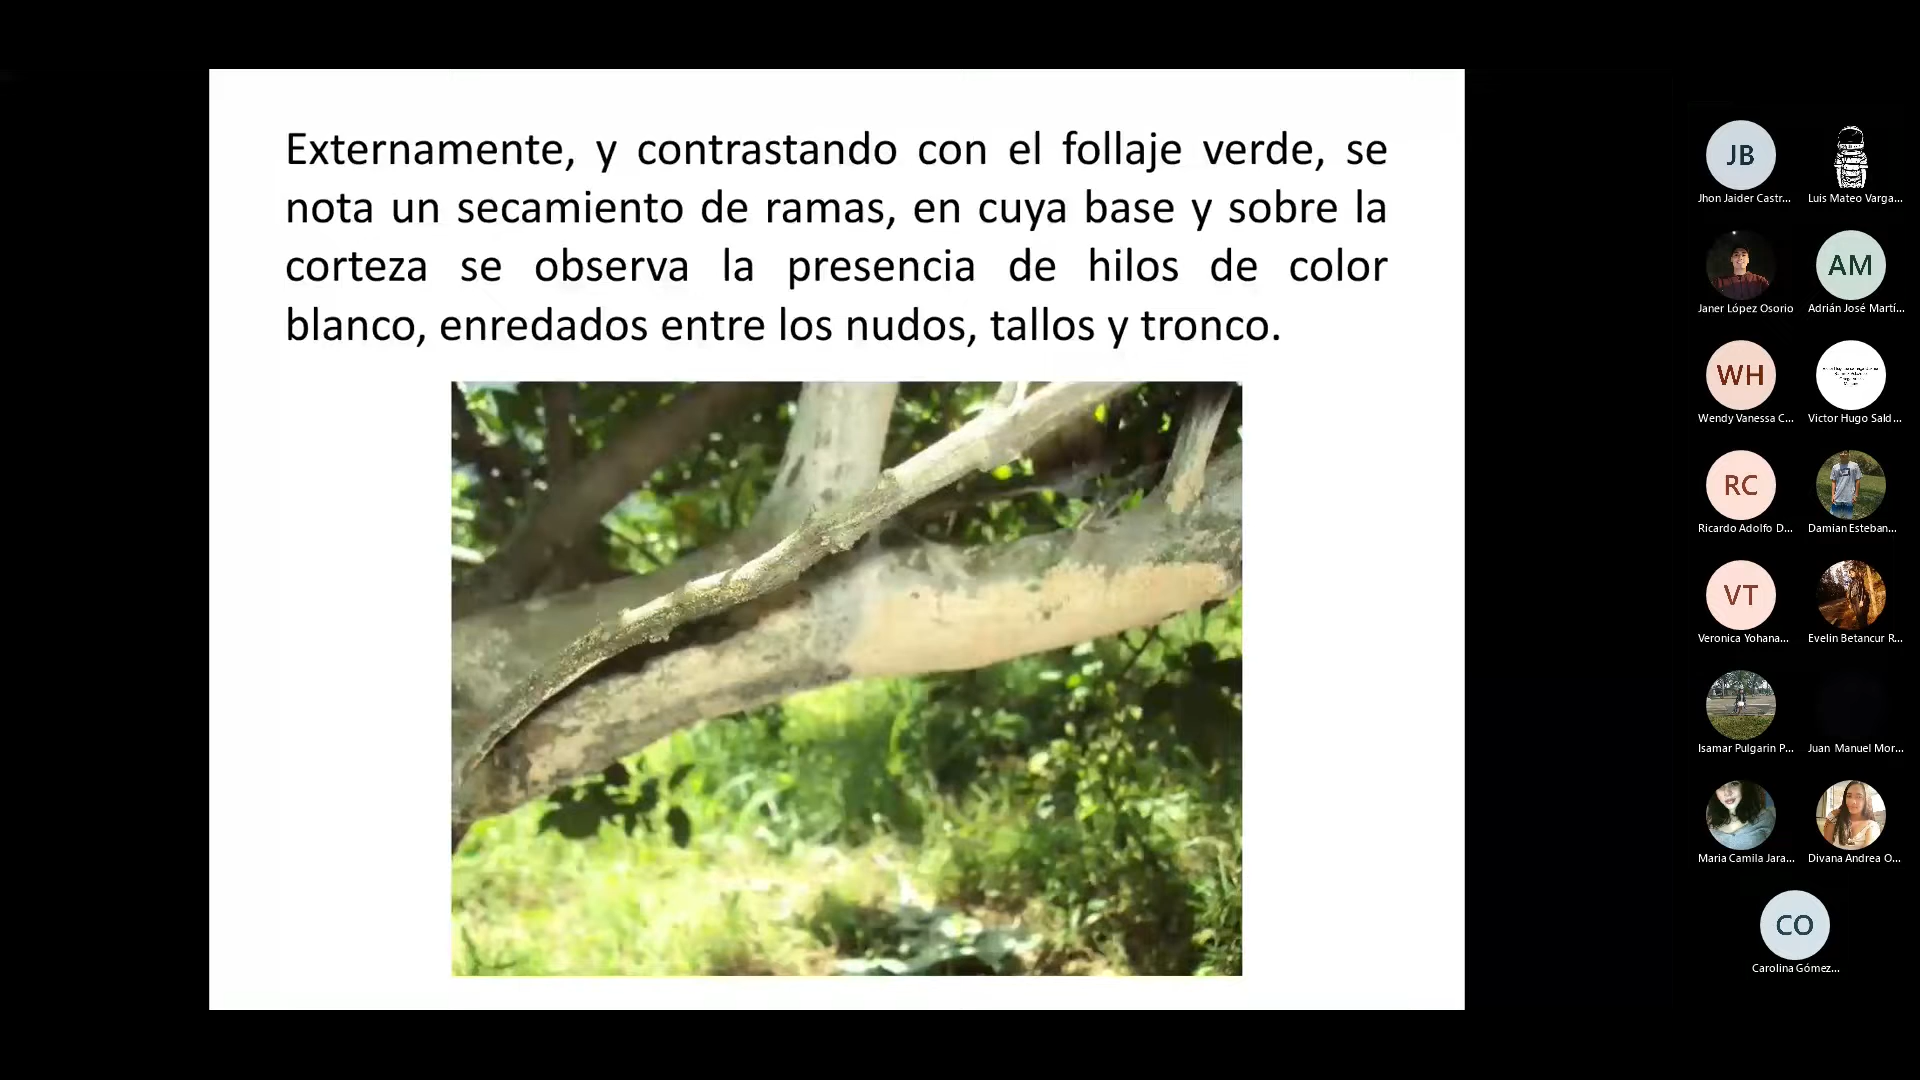 Externamente, y contrastando con el follaje verde, se
nota un secamiento de ramas, en cuya base y sobre la
corteza se observa la presencia de hilos de color
blanco, enredados entre los nudos, tallos y tronco.
JB
Jhon Jaider Castr...
Luis Mateo Varga...
Janer López Osorio
AM
Adrián José Martí...
WH
Wendy Vanessa C...
Victor Hugo Sald...
RC
Ricardo Adolfo D...
Damian Esteban...
VT
Veronica Yohana...
Evelin Betancur R...
Isamar Pulgarin P...
Juan Manuel Mor...
Maria Camila Jara...
Divana Andrea O...
CO
Carolina Gómez...